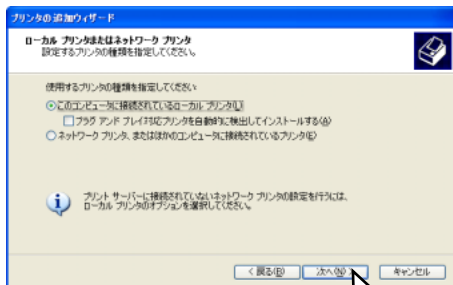 プリンタの追加ウィザード
ローカル プリンタまたはネットワーク プリンタ
設定するプリンタの種類を指定してください。
使用するプリンタの種類を指定してください
このコンピュータに接続されているローカル プリンタ(L)
プラグ アンド プレイ対応プリンタを自動的に検出してインストールする(A)
ネットワーク プリンタ、またはほかのコンピュータに接続されているプリンタ(E)
プリント サーバーに接続されていないネットワーク プリンタの設定を行うには、
ローカル プリンタのオプションを選択してください。
< 戻る(B) 次へ(N) > キャンセル